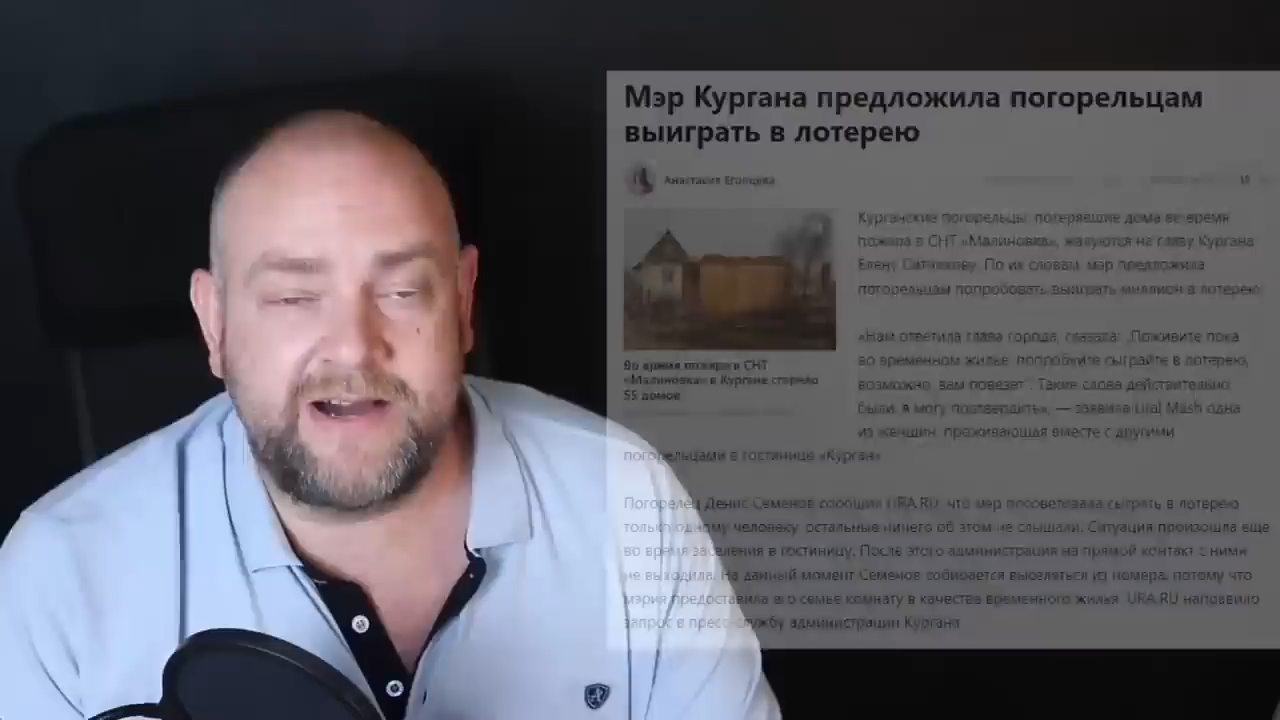 Мэр Кургана предложила погорельцам
выиграть в лотерею
Анастасия
Курганские погорельцы, потерявшие дома во время
пожара в СНТ «Малиновка», жалуются на главу Кургана
Елену Ситникову. По их словам, мэр предложила
погорельцам попробовать выиграть миллион в лотерею.
Во время пожара в СНТ
«Малиновка» в Кургане сгорело
55 домов
«Нам ответила глава города, сказала: „Поживите пока
во временном жилье, попробуйте сыграйте в лотерею,
возможно, вам повезет“. Такие слова действительно
были, я могу подтвердить», — заявила Ural Mash одна
из женщин, проживающая вместе с другими
погорельцами в гостинице «Курган».
Погорелец Денис Семенов сообщил URA.RU, что мэр посоветовала сыграть в лотерею
только одному человеку, остальные ничего об этом не слышали. Ситуация произошла еще
во время заселения в гостиницу. После этого администрация на прямой контакт с ними
не выходила. На данный момент Семенов собирается выселяться из номера, потому что
мэрия предоставила его семье комнату в качестве временного жилья. URA.RU направило
запрос в пресс-службу администрации Кургана.